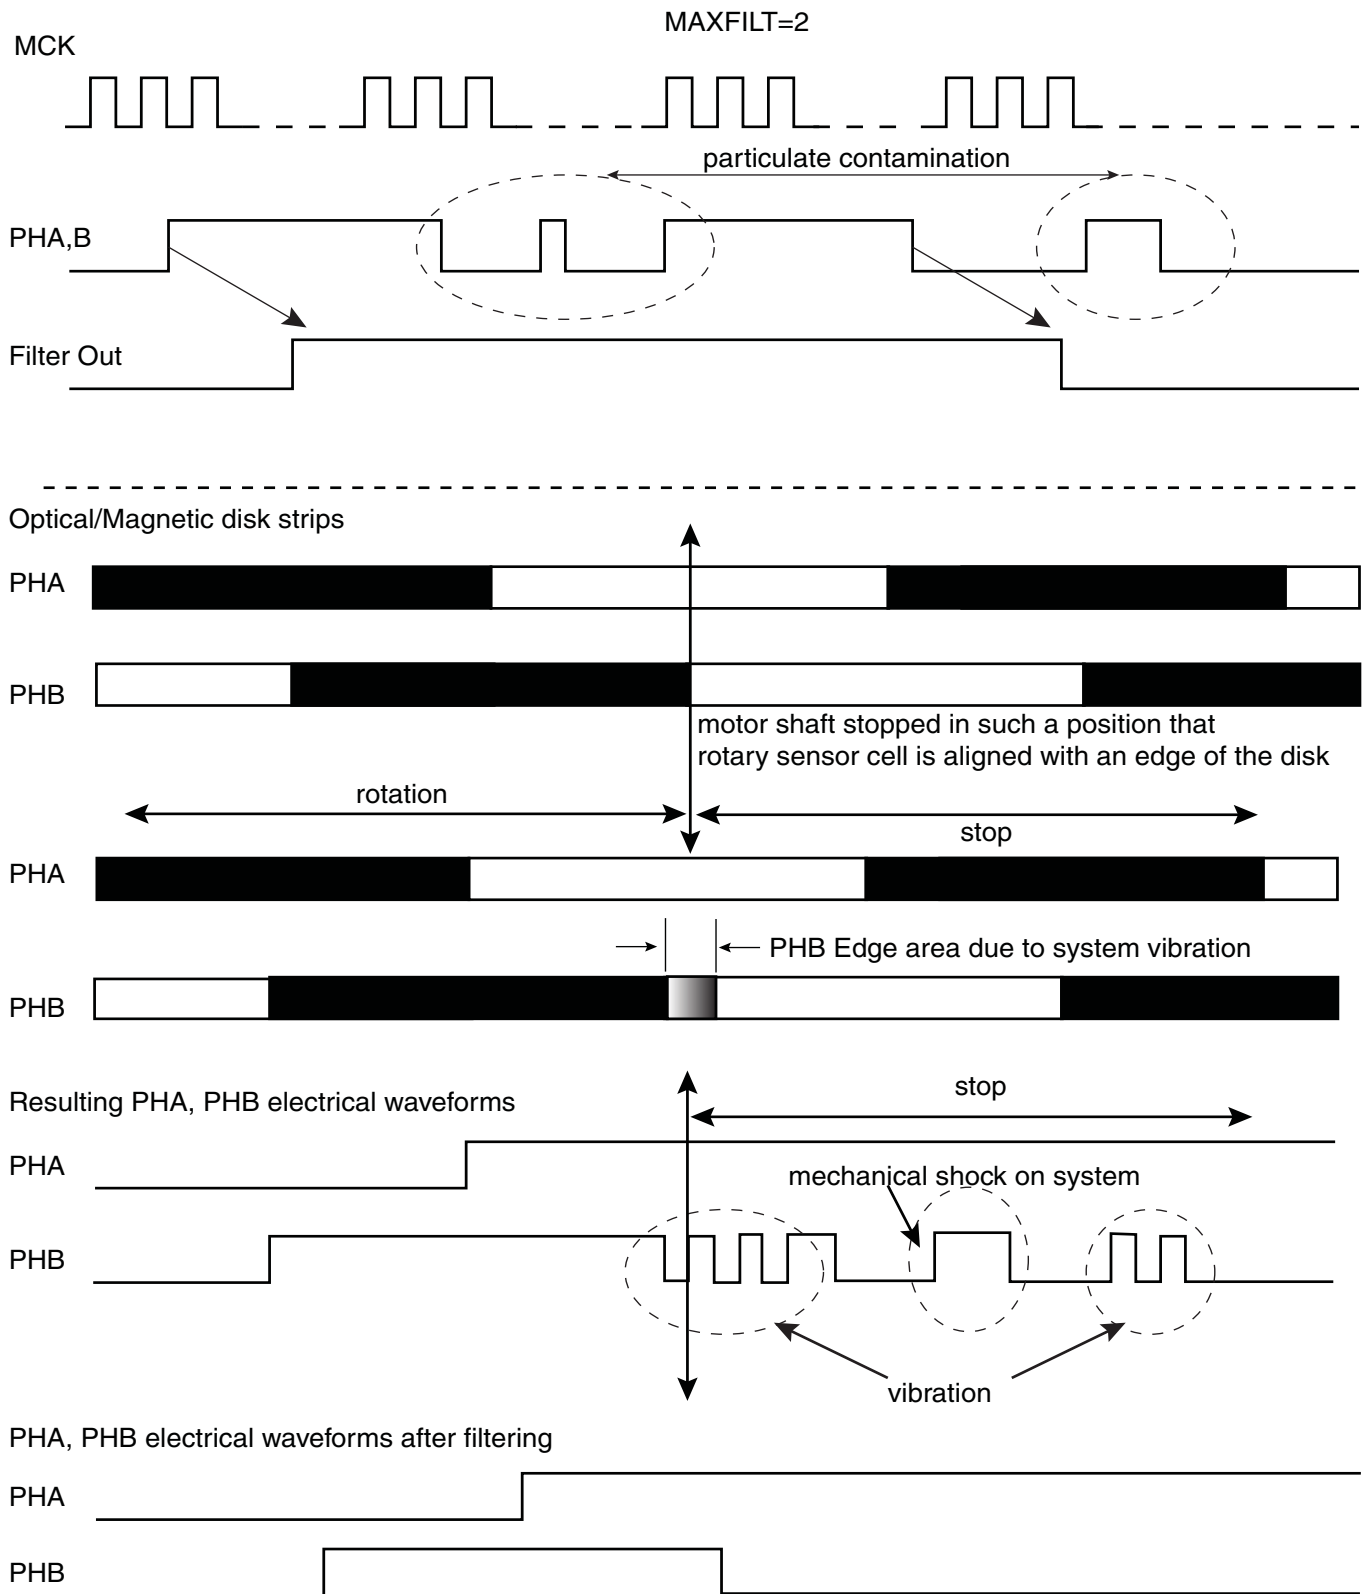 MAXFILT=2
MCK
particulate contamination
PHA,B
Filter Out
Optical/Magnetic disk strips
PHA
PHB
motor shaft stopped in such a position that
rotary sensor cell is aligned with an edge of the disk
rotation
stop
PHA
PHB Edge area due to system vibration
PHB
stop
Resulting PHA, PHB electrical waveforms
PHA
mechanical shock on system
PHB
vibration
PHA, PHB electrical waveforms after filtering
PHA
PHB